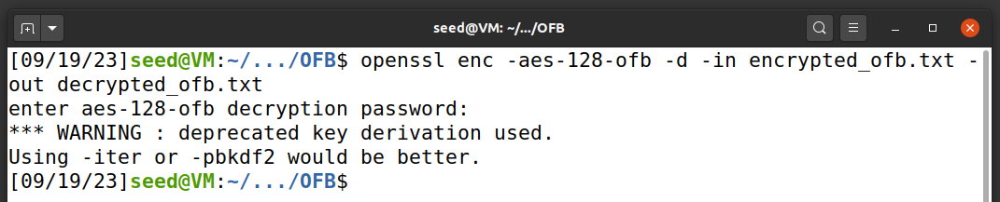 seed@VM: ~/.../OFB
[09/19/23]seed@VM:~/.../OFB$ openssl enc -aes-128-ofb -d -in encrypted_ofb.txt -
out decrypted_ofb.txt
enter aes-128-ofb decryption password:
*** WARNING : deprecated key derivation used.
Using -iter or -pbkdf2 would be better.
[09/19/23]seed@VM:~/.../OFB$